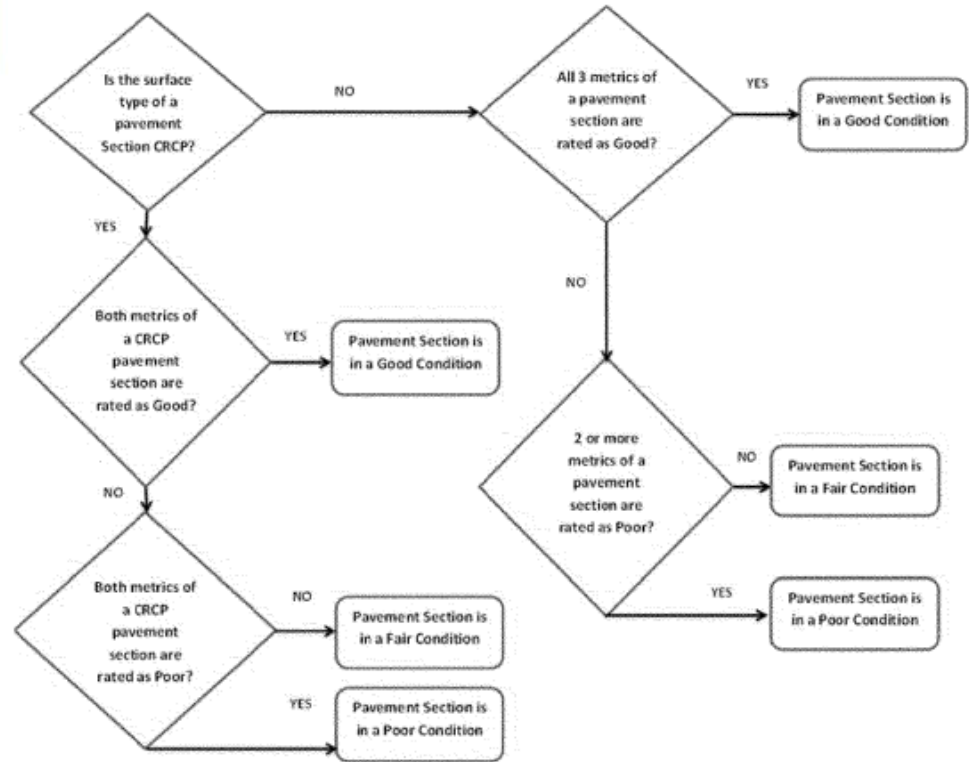 Is the surface
type of a
pavement
Section CRCP?
NO
All 3 metrics of
a pavement
section are
rated as Good?
YES
Pavement Section is
in a Good Condition
YES
NO
Both metrics of
a CRCP
pavement
section are
rated as Good?
YES
Pavement Section is
in a Good Condition
2 or more
metrics of a
pavement
section are
rated as Poor?
NO
Pavement Section is
in a Fair Condition
YES
Pavement Section is
in a Poor Condition
NO
Both metrics of
a CRCP
pavement
section are
rated as Poor?
NO
Pavement Section is
in a Fair Condition
YES
Pavement Section is
in a Poor Condition